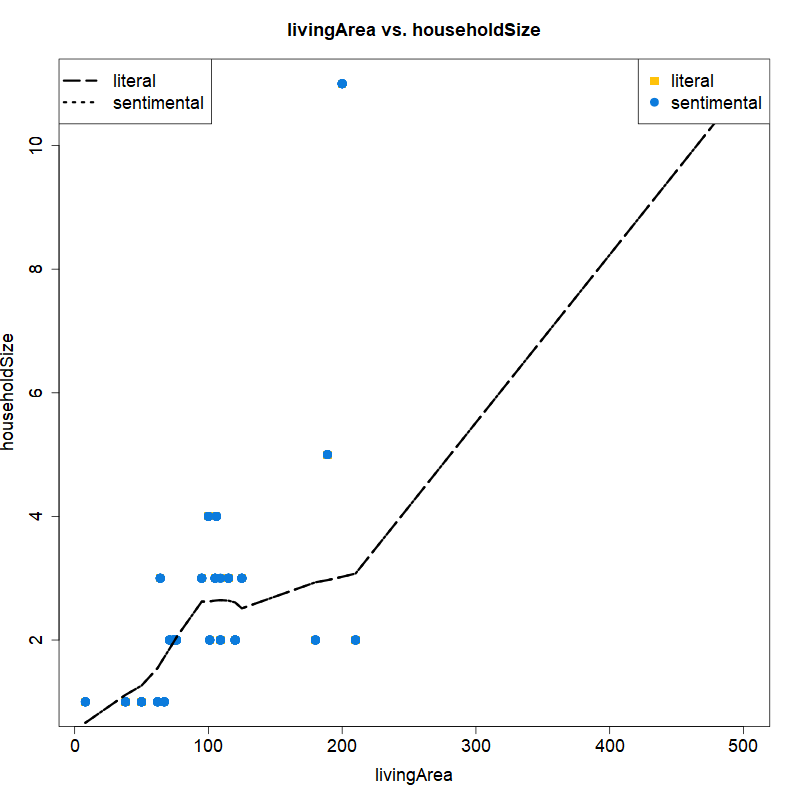 livingArea vs. householdSize
literal
sentimental
literal
sentimental
householdSize
10
8
6
4
2
0 100 200 300 400 500
livingArea